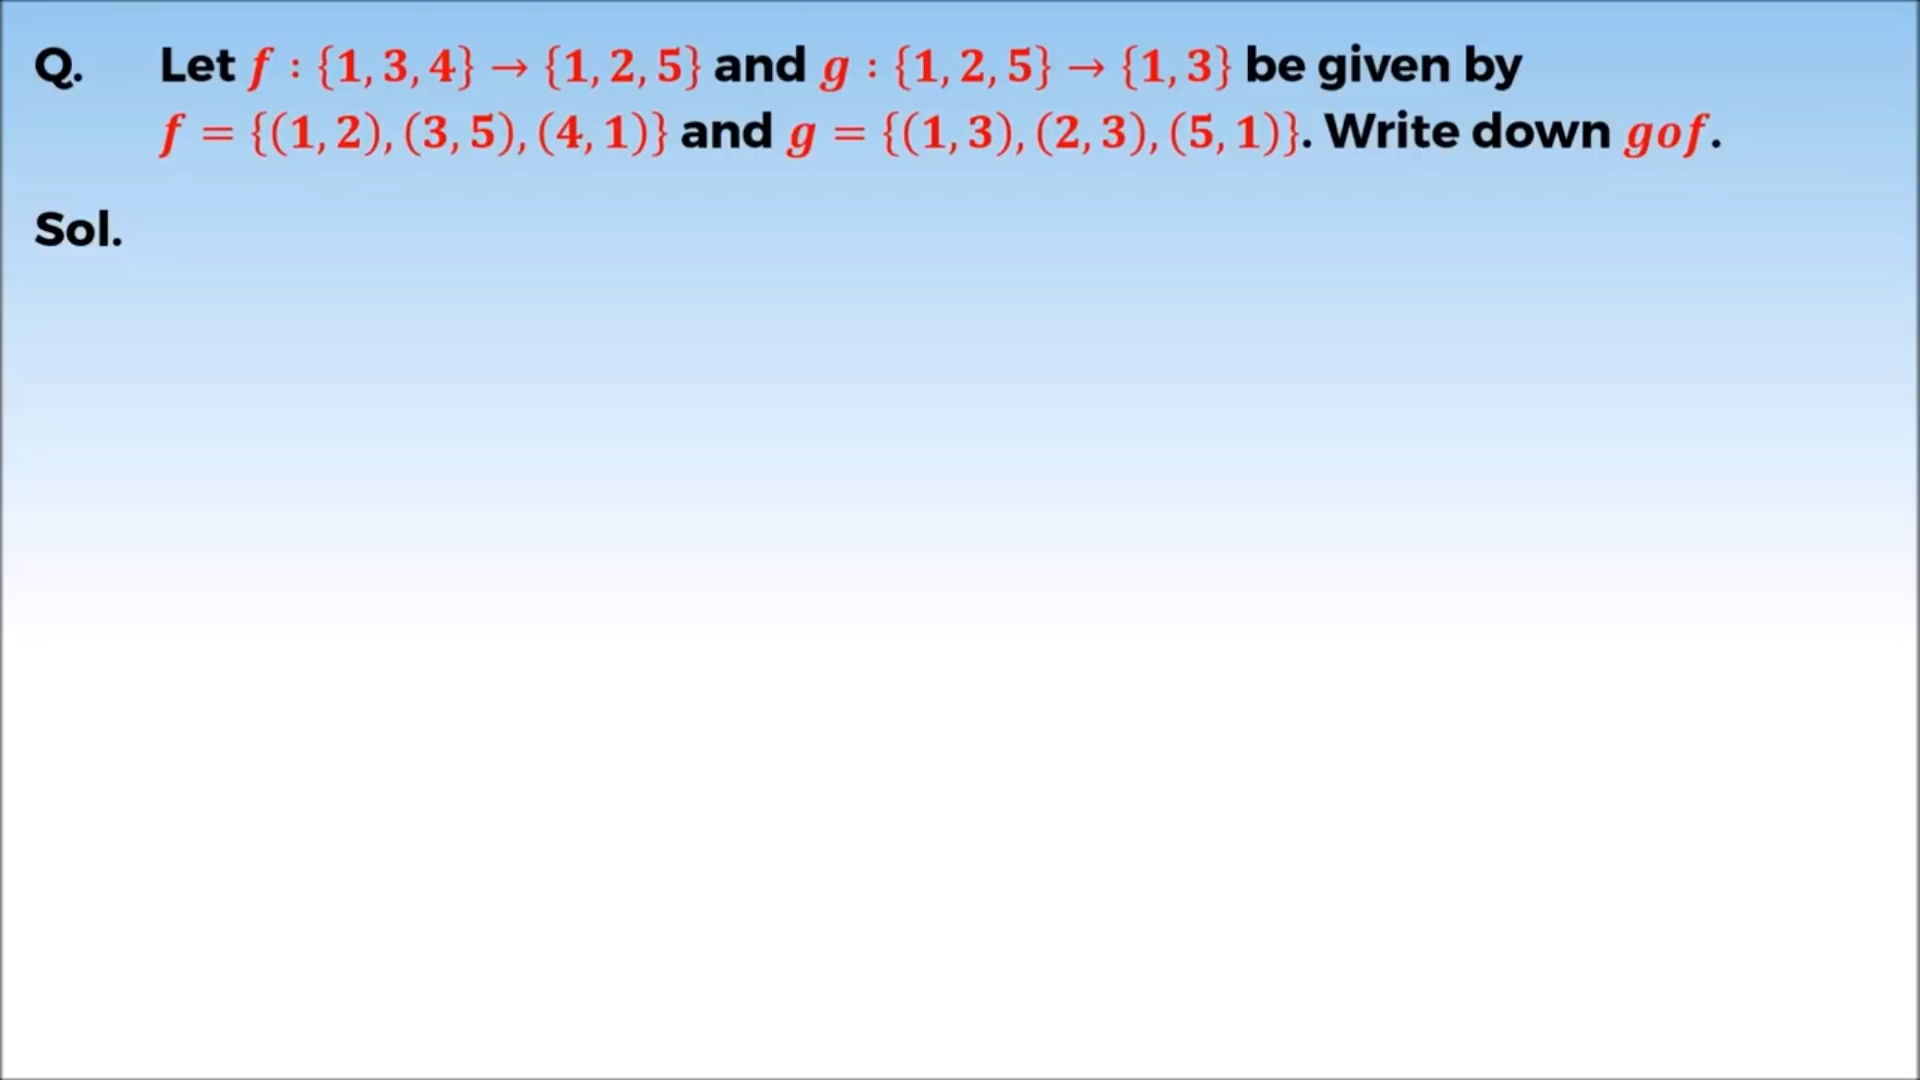 Q. Let f : {1, 3, 4} → {1, 2, 5} and g : {1, 2, 5} → {1, 3} be given by
f = {(1, 2), (3, 5), (4, 1)} and g = {(1, 3), (2, 3), (5, 1)}. Write down gof.
Sol.